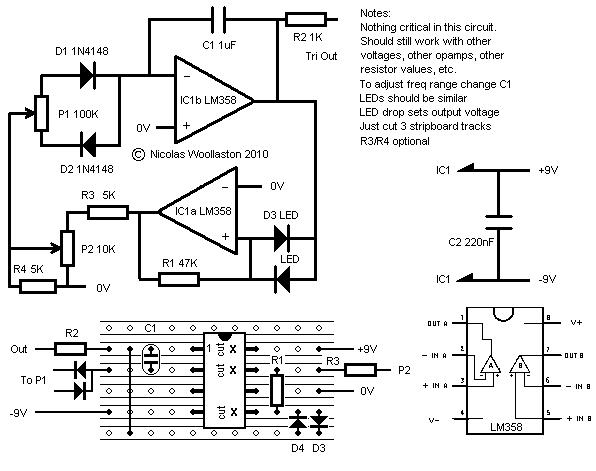 C1 1uF
R2 1K
Tri Out
D1 1N4148
P1 100K
D2 1N4148
IC1b LM358
0V
© Nicolas Woollaston 2010
R3 5K
IC1a LM358
0V
D3 LED
LED
P2 10K
R1 47K
R4 5K
0V
Notes:
Nothing critical in this circuit.
Should still work with other
voltages, other opamps, other
resistor values, etc.
To adjust freq range change C1
LEDs should be similar
LED drop sets output voltage
Just cut 3 stripboard tracks
R3/R4 optional
IC1
+9V
C2 220nF
IC1
-9V
R2
C1
Out
1
cut
X
+9V
R1
R3
P2
To P1
cut
X
0V
-9V
cut
X
D4
D3
OUT A
1
8
V+
- IN A
2
7
OUT B
A
B
+ IN A
3
6
- IN B
V-
4
5
+ IN B
LM358